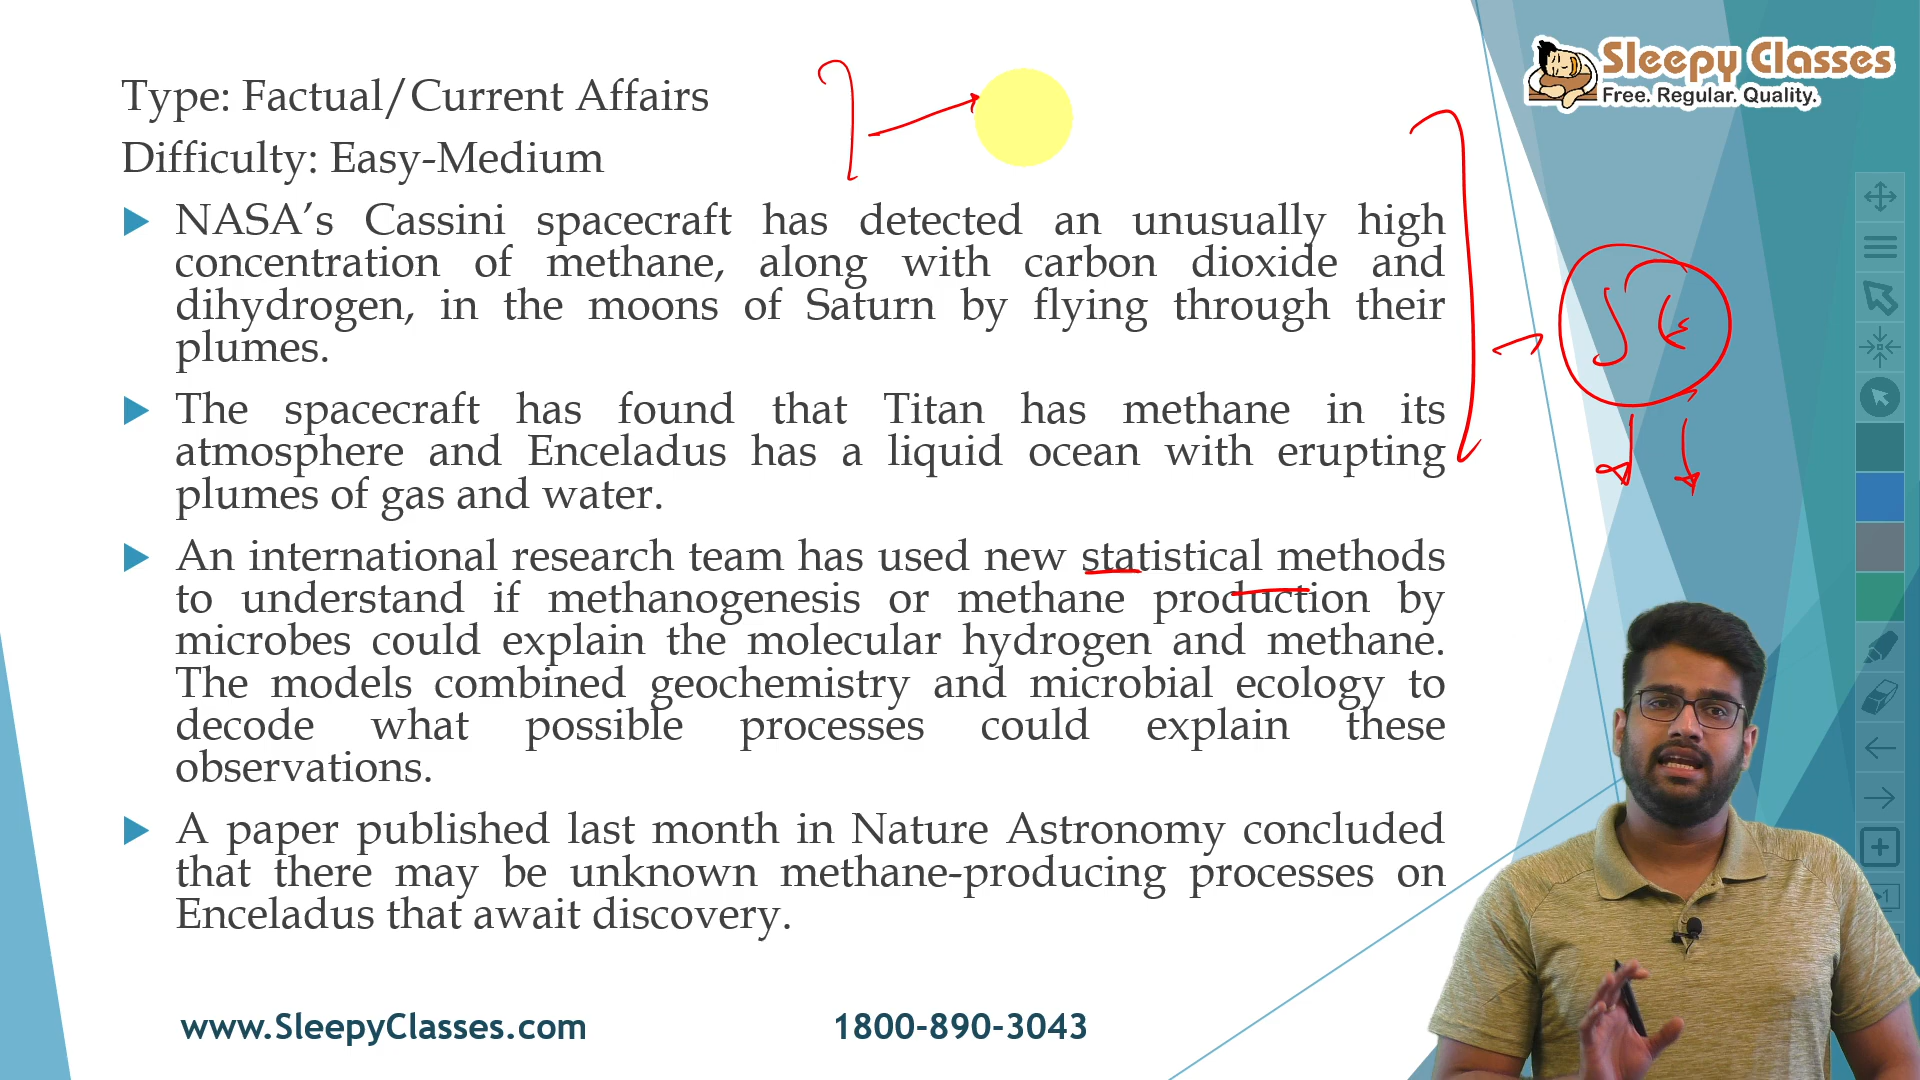 Sleepy Classes
Free. Regular. Quality.
Type: Factual/Current Affairs
Difficulty: Easy-Medium
NASA’s Cassini spacecraft has detected an unusually high
concentration of methane, along with carbon dioxide and
dihydrogen, in the moons of Saturn by flying through their
plumes.
The spacecraft has found that Titan has methane in its
atmosphere and Enceladus has a liquid ocean with erupting
plumes of gas and water.
An international research team has used new statistical methods
to understand if methanogenesis or methane production by
microbes could explain the molecular hydrogen and methane.
The models combined geochemistry and microbial ecology to
decode what possible processes could explain these
observations.
A paper published last month in Nature Astronomy concluded
that there may be unknown methane-producing processes on
Enceladus that await discovery.
www.SleepyClasses.com
1800-890-3043